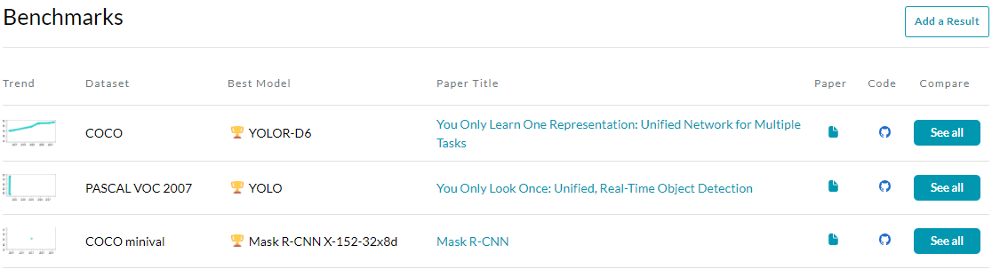 Benchmarks
Add a Result
Trend Dataset Best Model Paper Title Paper Code Compare
COCO YOLOR-D6 You Only Learn One Representation: Unified Network for Multiple
Tasks
See all
PASCAL VOC 2007 YOLO You Only Look Once: Unified, Real-Time Object Detection See all
COCO minival Mask R-CNN X-152-32x8d Mask R-CNN See all